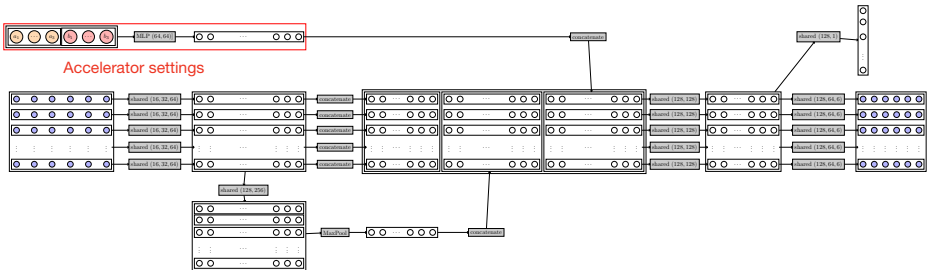 MLP (64, 64)]
concatenate
shared (128, 1)
Accelerator settings
shared (16, 32, 64) concatenate shared (128, 128) shared (128, 64, 6)
shared (16, 32, 64) concatenate shared (128, 128) shared (128, 64, 6)
shared (16, 32, 64) concatenate shared (128, 128) shared (128, 64, 6)
shared (16, 32, 64) concatenate shared (128, 128) shared (128, 64, 6)
shared (16, 32, 64) concatenate shared (128, 128) shared (128, 64, 6)
shared (128, 256)
MaxPool concatenate